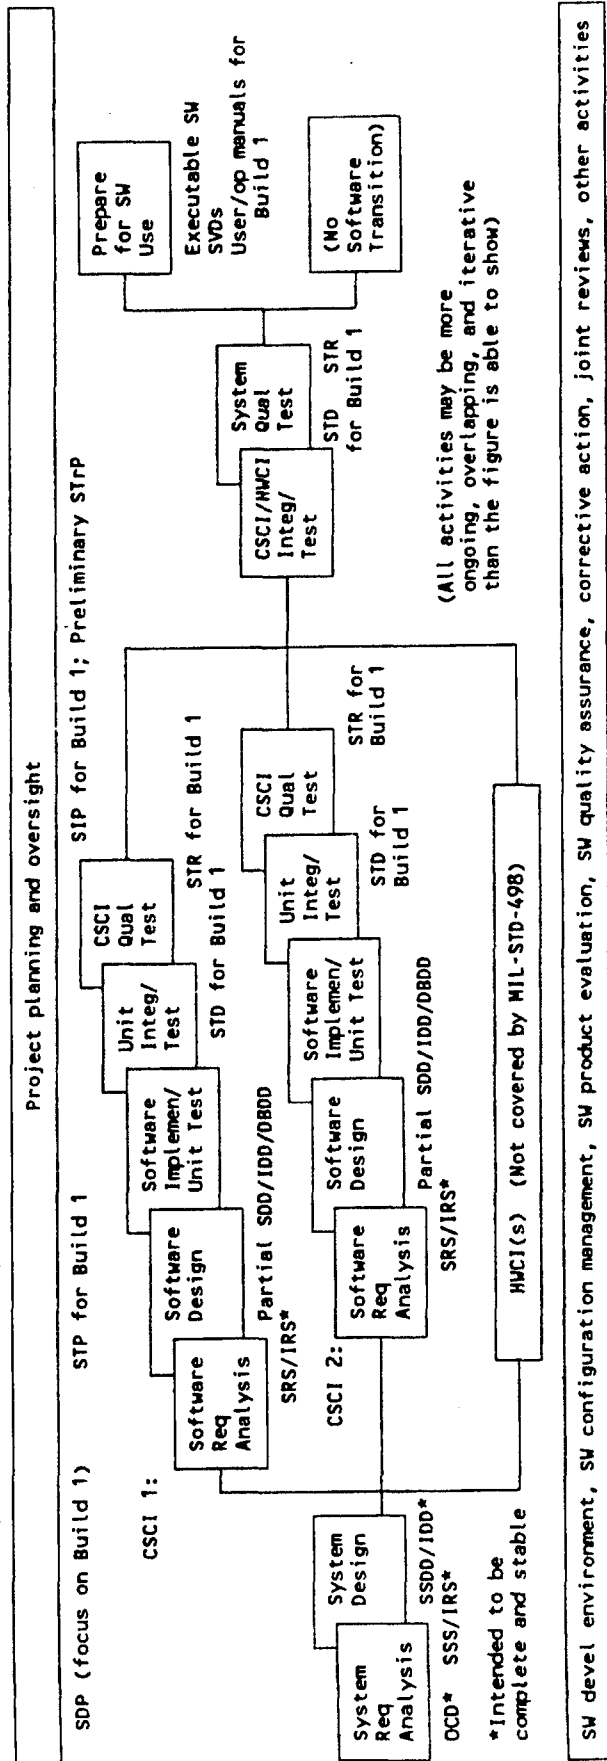 Project planning and oversight
SDP (focus on Build 1)
STP for Build 1
SIP for Build 1; Preliminary STrP
CSCI 1:
Software
Req
Analysis
Software
Design
Software
Implemen/
Unit Test
Unit
Integ/
Test
CSCI
Qual
Test
SRS/IRS*
Partial SDD/IDD/DBDD
STD for Build 1
STR for Build 1
System
Req
Analysis
System
Design
OCD* SSS/IRS*
SSDD/IDD*
*Intended to be
complete and stable
CSCI 2:
Software
Req
Analysis
Software
Design
Software
Implemen/
Unit Test
Unit
Integ/
Test
CSCI
Qual
Test
SRS/IRS*
Partial SDD/IDD/DBDD
STD for
Build 1
STR for
Build 1
HWCI(s) (Not covered by MIL-STD-498)
CSCI/HWCI
Integ/
Test
System
Qual
Test
STD STR
for Build 1
Prepare
for SW
Use
Executable SW
SVDs
User/op manuals for
Build 1
(No
Software
Transition)
(All activities may be more
ongoing, overlapping, and iterative
than the figure is able to show)
SW devel environment, SW configuration management, SW product evaluation, SW quality assurance, corrective action, joint reviews, other activities